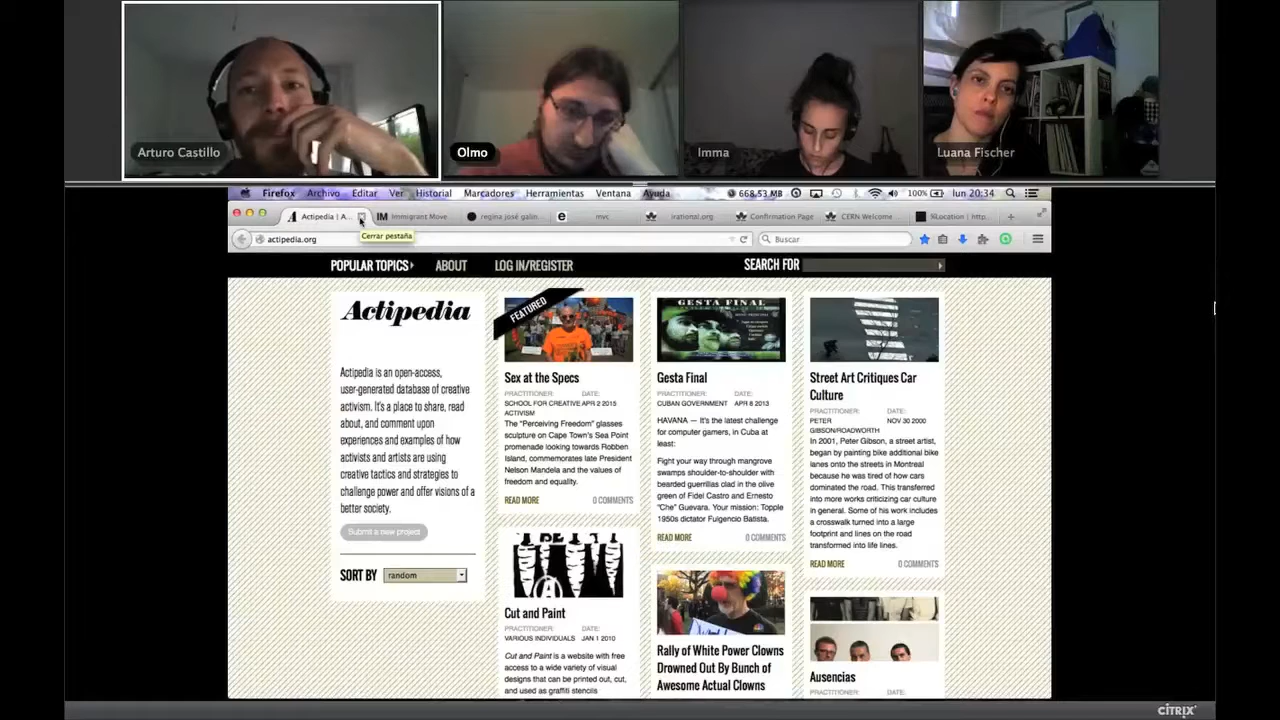 Arturo Castillo
Olmo
Imma
Luana Fischer
Firefox Archivo Editar Ver Historial Marcadores Herramientas Ventana Ayuda 668.53 MB 100% lun 20:34
Actipedia | A... IM Immigrant Move regina josé galin mvc irational.org Confirmation Page CERN Welcome SLocation | http...
Cerrar pestaña
actipedia.org
Buscar
POPULAR TOPICS ABOUT LOG IN/REGISTER SEARCH FOR
Actipedia
Actipedia is an open-access,
user-generated database of creative
activism. It's a place to share, read
about, and comment upon
experiences and examples of how
activists and artists are using
creative tactics and strategies to
challenge power and offer visions of a
better society.
Submit a new project
SORT BY random
FEATURED
Sex at the Specs
PRACTITIONER: DATE:
SCHOOL FOR CREATIVE APR 2 2015
ACTIVISM
The "Perceiving Freedom" glasses
sculpture on Cape Town's Sea Point
promenade looking towards Robben
Island, commemorates late President
Nelson Mandela and the values of
freedom and equality.
READ MORE 0 COMMENTS
Cut and Paint
PRACTITIONER: DATE:
VARIOUS INDIVIDUALS JAN 1 2010
Cut and Paint is a website with free
access to a wide variety of visual
designs that can be printed out, cut,
and used as graffiti stencils
GESTA FINAL
Gesta Final
PRACTITIONER: DATE:
CUBAN GOVERNMENT APR 8 2013
HAVANA — It's the latest challenge
for computer gamers, in Cuba at
least:
Fight your way through mangrove
swamps shoulder-to-shoulder with
bearded guerrillas clad in the olive
green of Fidel Castro and Ernesto
"Che" Guevara. Your mission: Topple
1950s dictator Fulgencio Batista.
READ MORE 0 COMMENTS
Rally of White Power Clowns
Drowned Out By Bunch of
Awesome Actual Clowns
Street Art Critiques Car
Culture
PRACTITIONER: DATE:
PETER NOV 30 2000
GIBSON/ROADWORTH
In 2001, Peter Gibson, a street artist,
began by painting bike additional bike
lanes onto the streets in Montreal
because he was tired of how cars
dominated the road. This transferred
into more works criticizing car culture
in general. Some of his work includes
a crosswalk turned into a large
footprint and lines on the road
transformed into life lines.
READ MORE 0 COMMENTS
Ausencias
PRACTITIONER: DATE:
CITRIX